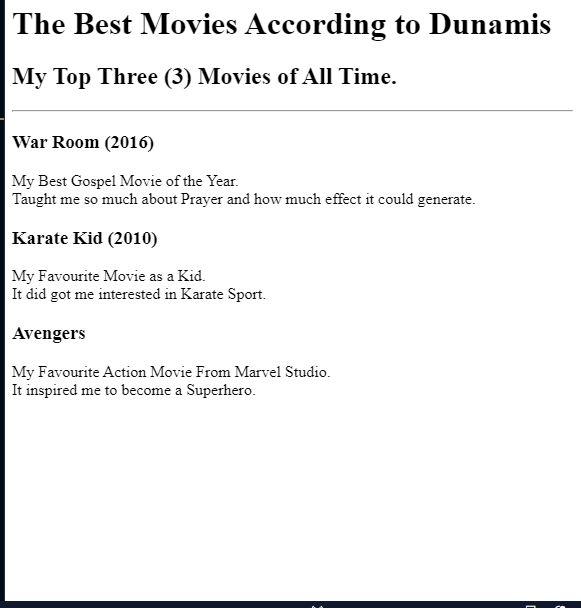 The Best Movies According to Dunamis
My Top Three (3) Movies of All Time.
War Room (2016)
My Best Gospel Movie of the Year.
Taught me so much about Prayer and how much effect it could generate.
Karate Kid (2010)
My Favourite Movie as a Kid.
It did got me interested in Karate Sport.
Avengers
My Favourite Action Movie From Marvel Studio.
It inspired me to become a Superhero.